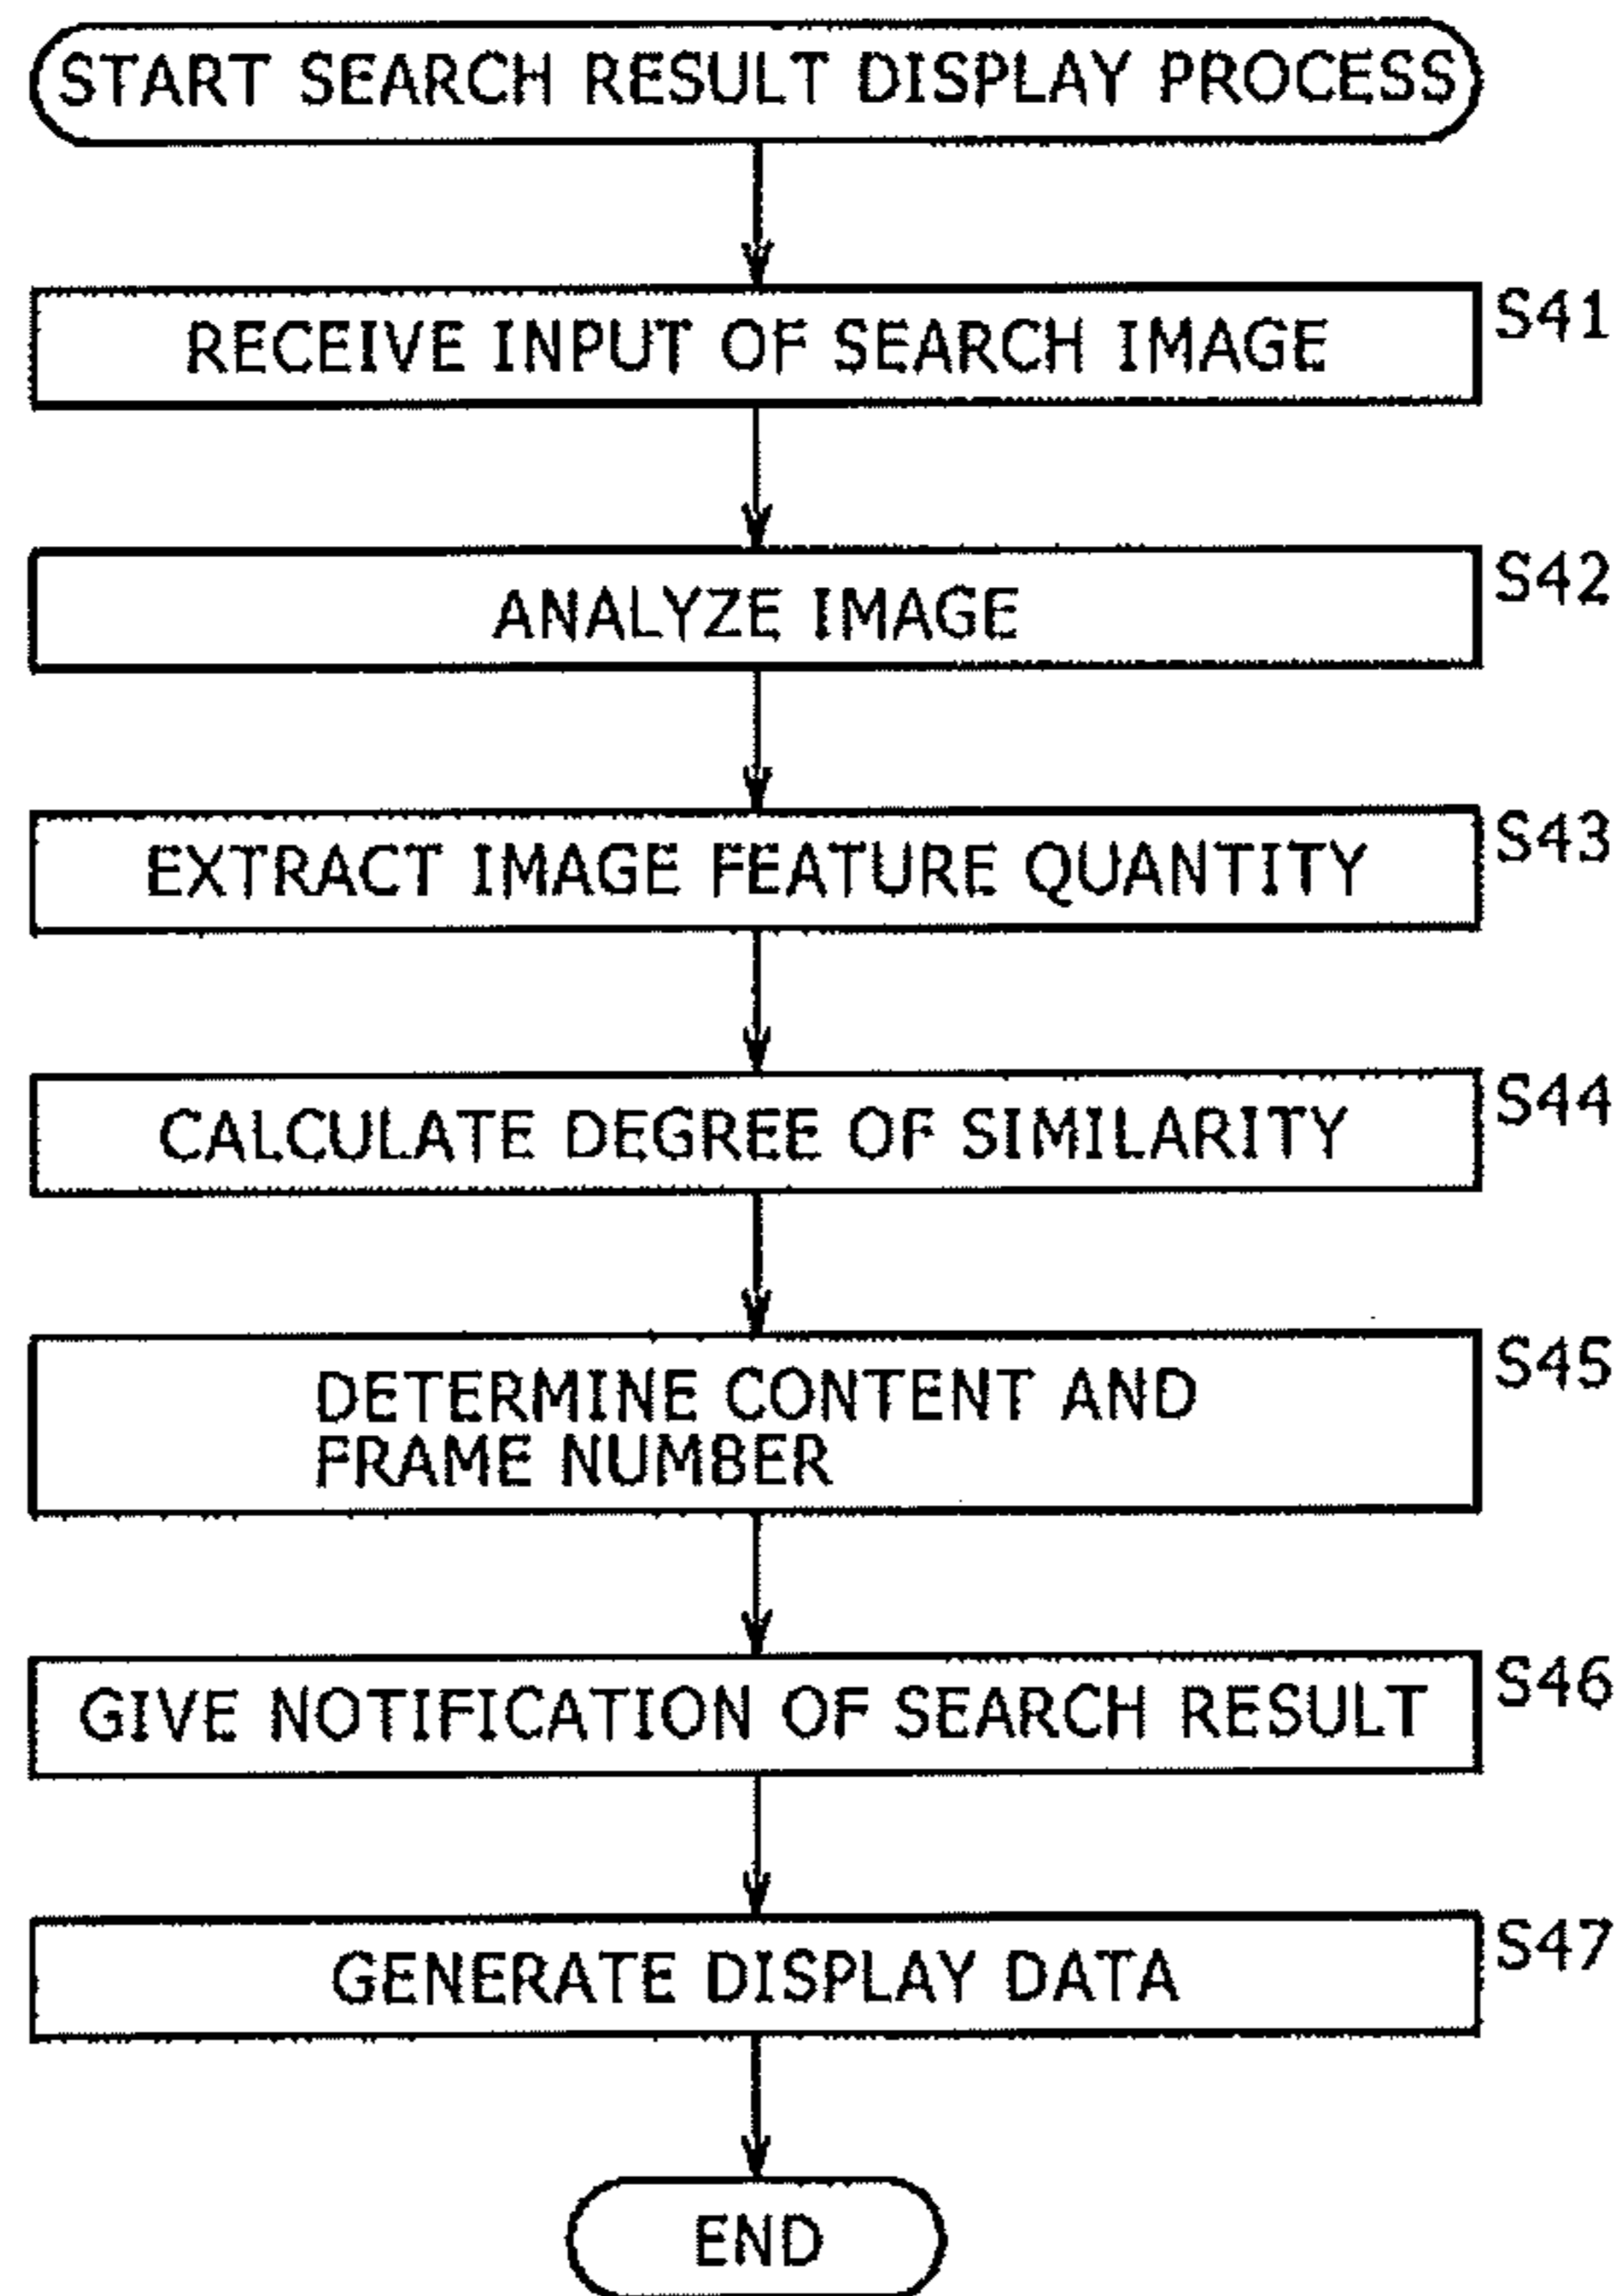 START SEARCH RESULT DISPLAY PROCESS
RECEIVE INPUT OF SEARCH IMAGE
S41
ANALYZE IMAGE
S42
EXTRACT IMAGE FEATURE QUANTITY
S43
CALCULATE DEGREE OF SIMILARITY
S44
DETERMINE CONTENT AND
FRAME NUMBER
S45
GIVE NOTIFICATION OF SEARCH RESULT
S46
GENERATE DISPLAY DATA
S47
END